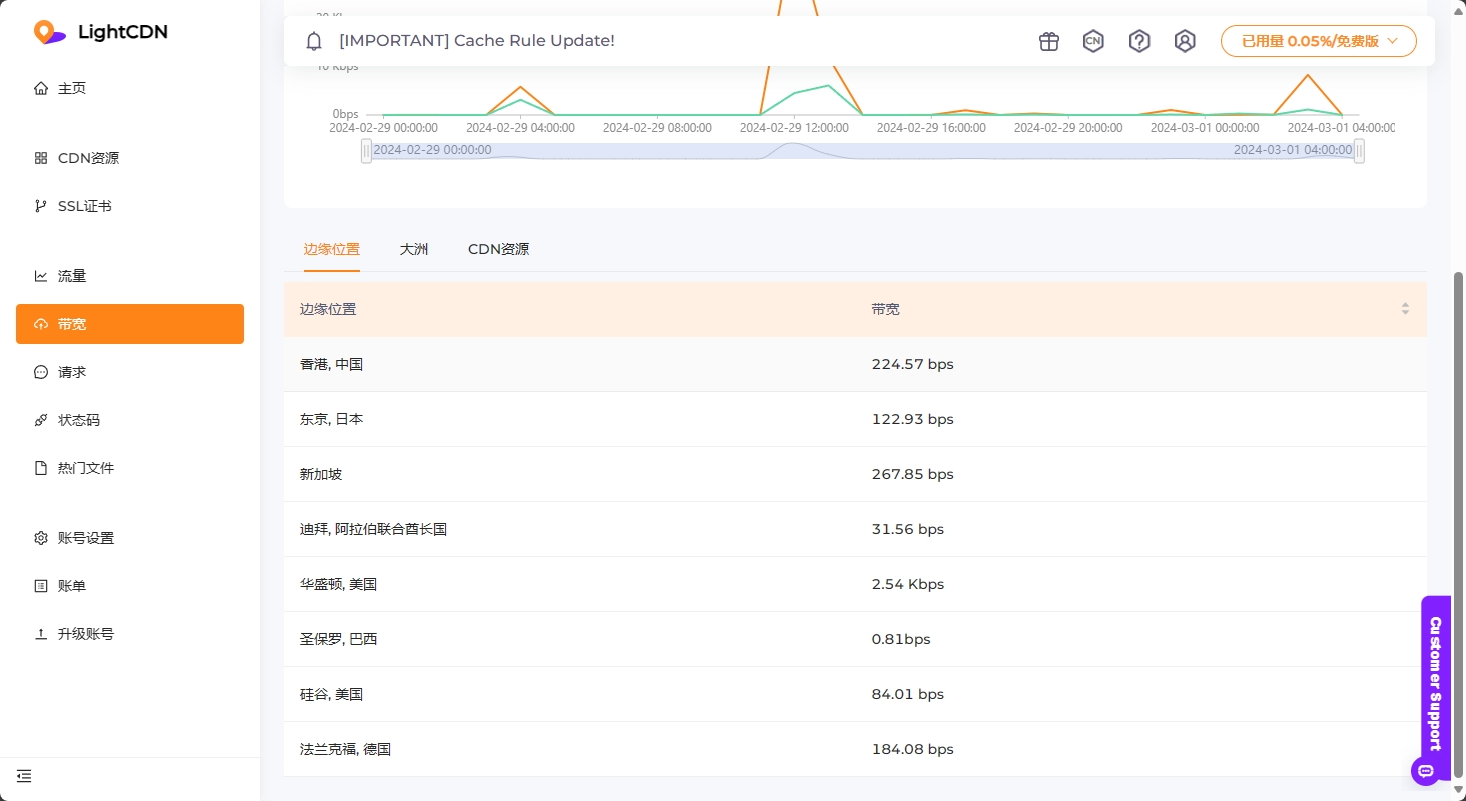 LightCDN
主页
CDN资源
SSL证书
流量
带宽
请求
状态码
热门文件
账号设置
账单
升级账号
[IMPORTANT] Cache Rule Update!
CN
已用量 0.05%/免费版
10 Kbps
0bps
2024-02-29 00:00:00 2024-02-29 04:00:00 2024-02-29 08:00:00 2024-02-29 12:00:00 2024-02-29 16:00:00 2024-02-29 20:00:00 2024-03-01 00:00:00 2024-03-01 04:00:00
2024-02-29 00:00:00 2024-03-01 04:00:00
边缘位置 大洲 CDN资源
边缘位置 带宽
香港, 中国 224.57 bps
东京, 日本 122.93 bps
新加坡 267.85 bps
迪拜, 阿拉伯联合酋长国 31.56 bps
华盛顿, 美国 2.54 Kbps
圣保罗, 巴西 0.81bps
硅谷, 美国 84.01 bps
法兰克福, 德国 184.08 bps
Customer Support